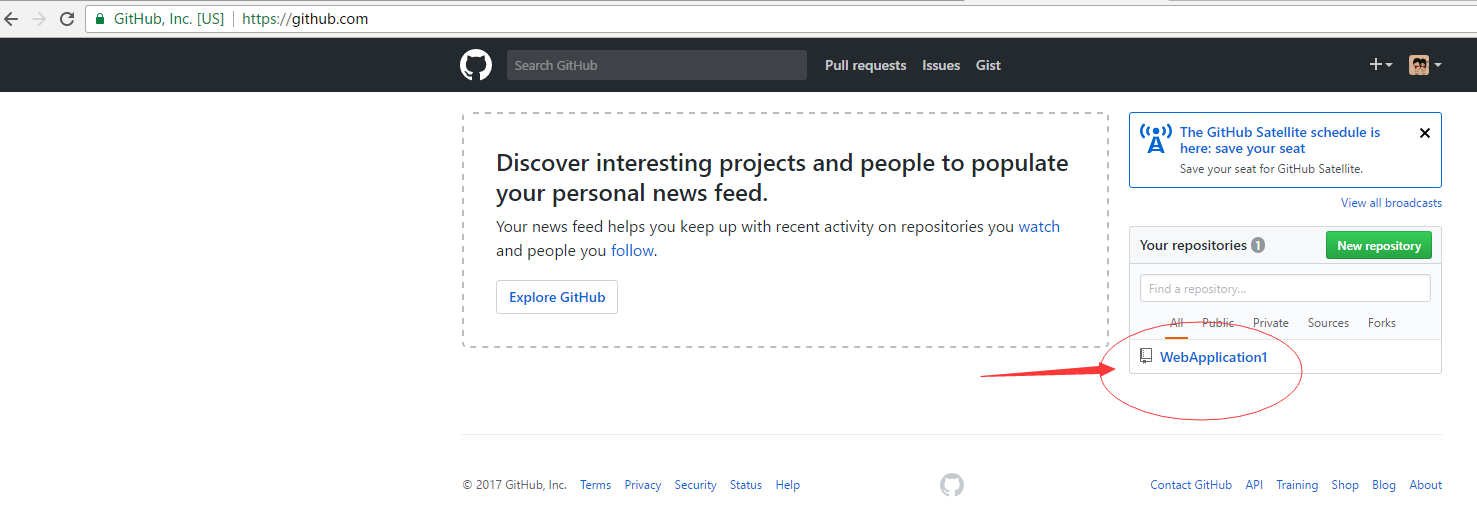 GitHub, Inc. [US] | https://github.com
Search GitHub Pull requests Issues Gist
Discover interesting projects and people to populate
your personal news feed.
Your news feed helps you keep up with recent activity on repositories you watch
and people you follow.
Explore GitHub
The GitHub Satellite schedule is
here: save your seat
Save your seat for GitHub Satellite.
View all broadcasts
Your repositories 1 New repository
Find a repository...
All Public Private Sources Forks
WebApplication1
© 2017 GitHub, Inc. Terms Privacy Security Status Help Contact GitHub API Training Shop Blog About